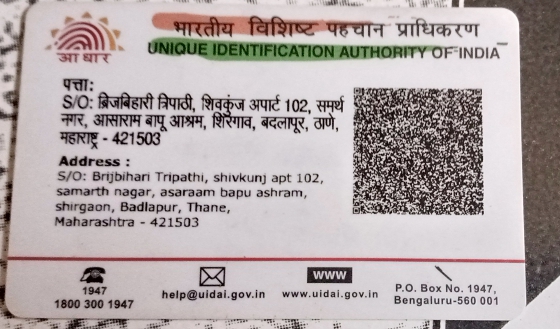 भारतीय विशिष्ट पहचान प्राधिकरण
UNIQUE IDENTIFICATION AUTHORITY OF INDIA
आधार
पत्ता:
S/O: ब्रिजबिहारी त्रिपाठी, शिवकुंज अपार्ट 102, समर्थ
नगर, आसाराम बापू आश्रम, शिरगाव, बदलापूर, ठाणे,
महाराष्ट्र - 421503
Address :
S/O: Brijbihari Tripathi, shivkunj apt 102,
samarth nagar, asaraam bapu ashram,
shirgaon, Badlapur, Thane,
Maharashtra - 421503
1947
1800 300 1947
help@uidai.gov.in
www
www.uidai.gov.in
P.O. Box No. 1947,
Bengaluru-560 001